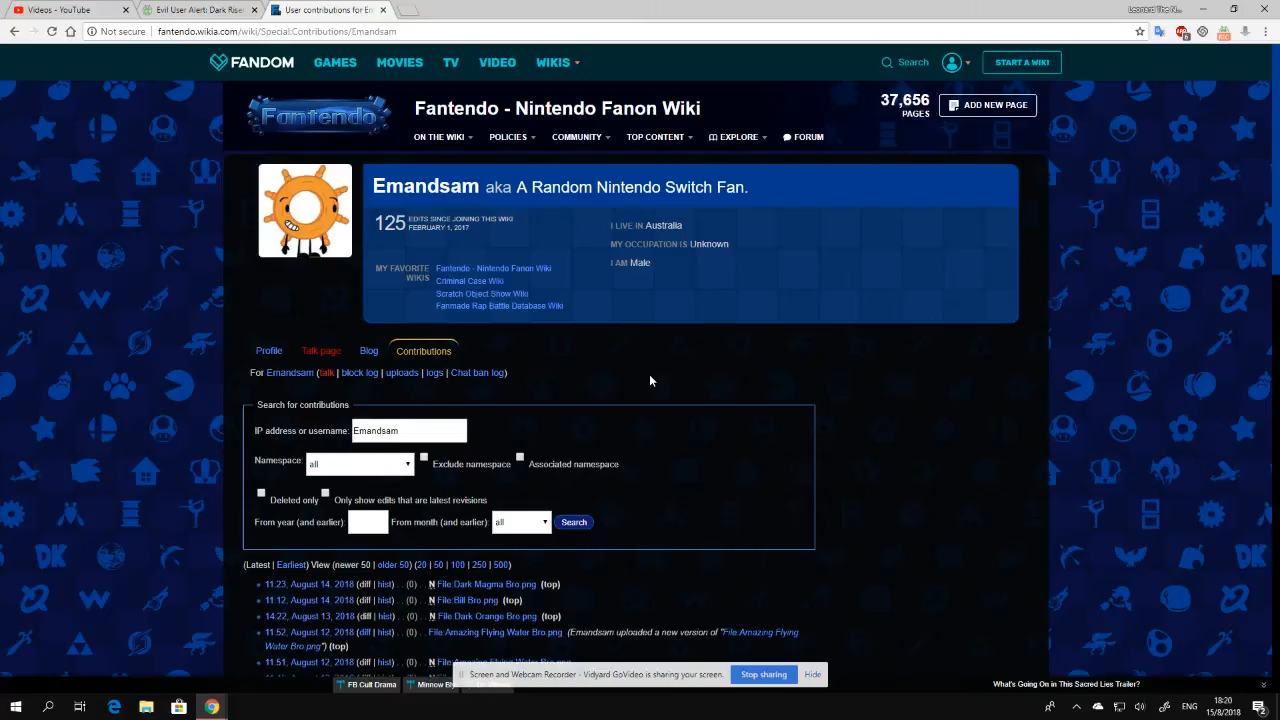 Videos - YouTube
Evil User Alert: Dark Rise
User contributions for En
Not secure
fantendo.wikia.com/wiki/Special:Contributions/Emandsam
FANDOM
GAMES
MOVIES
TV
VIDEO
WIKIS
Search
START A WIKI
Fantendo
Fantendo - Nintendo Fanon Wiki
37,656
PAGES
ADD NEW PAGE
ON THE WIKI
POLICIES
COMMUNITY
TOP CONTENT
EXPLORE
FORUM
Emandsam aka A Random Nintendo Switch Fan.
125 EDITS SINCE JOINING THIS WIKI
FEBRUARY 1, 2017
I LIVE IN Australia
MY OCCUPATION IS Unknown
I AM Male
MY FAVORITE WIKIS
Fantendo - Nintendo Fanon Wiki
Criminal Case Wiki
Scratch Object Show Wiki
Fanmade Rap Battle Database Wiki
Profile
Talk page
Blog
Contributions
For Emandsam (talk | block log | uploads | logs | Chat ban log)
Search for contributions
IP address or username: Emandsam
Namespace: all
Exclude namespace
Associated namespace
Deleted only
Only show edits that are latest revisions
From year (and earlier):
From month (and earlier): all
Search
(Latest | Earliest) View (newer 50 | older 50) (20 | 50 | 100 | 250 | 500)
11:23, August 14, 2018 (diff | hist) . . (0) . . N File:Dark Magma Bro.png (top)
11:12, August 14, 2018 (diff | hist) . . (0) . . N File:Bill Bro.png (top)
14:22, August 13, 2018 (diff | hist) . . (0) . . N File:Dark Orange Bro.png (top)
11:52, August 12, 2018 (diff | hist) . . (0) . . File:Amazing Flying Water Bro.png (Emandsam uploaded a new version of "File:Amazing Flying
Water Bro.png") (top)
11:51, August 12, 2018 (diff | hist) . . (0) . . N File:Amazing Flying Water Bro.png
Screen and Webcam Recorder - Vidyard GoVideo is sharing your screen.
Stop sharing
Hide
FB Cult Drama
Minnow
What's Going On in This Sacred Lies Trailer?
18:20
15/8/2018